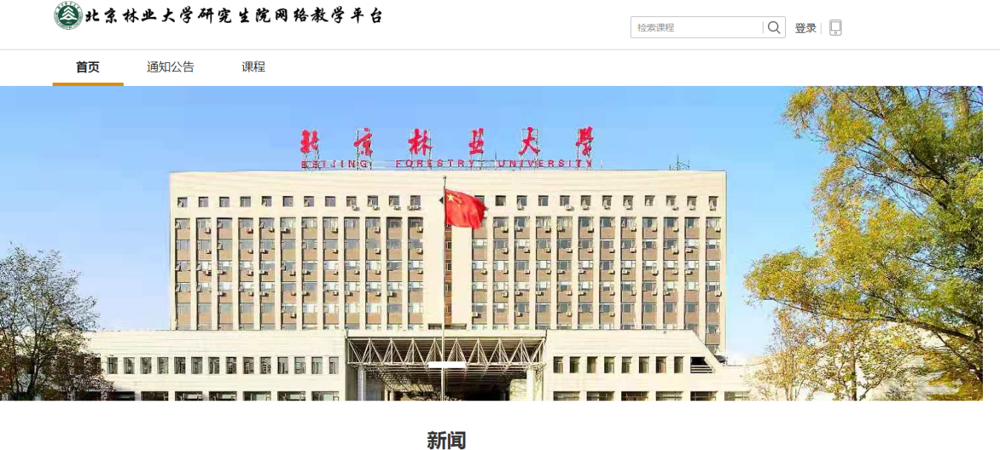 北京林业大学研究生院网络教学平台
检索课程
登录
首页 通知公告 课程
北京林业大学
BEIJING FORESTRY UNIVERSITY
新闻